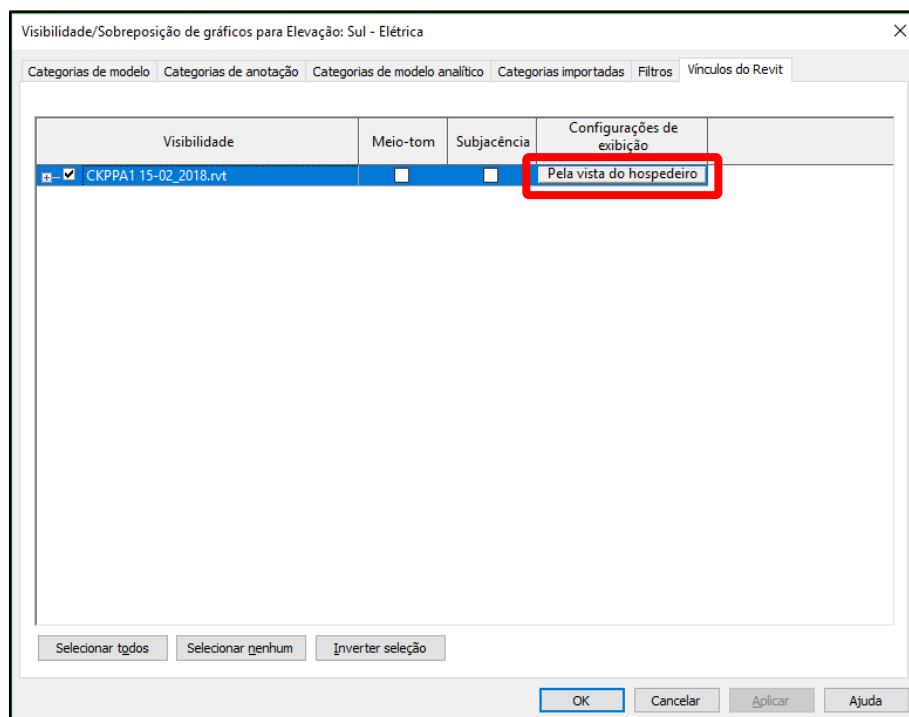 Visibilidade/Sobreposição de gráficos para Elevação: Sul - Elétrica
Categorias de modelo Categorias de anotação Categorias de modelo analítico Categorias importadas Filtros Vínculos do Revit
Visibilidade Meio-tom Subjacência Configurações de
exibição
CKPPA1 15-02_2018.rvt Pela vista do hospedeiro
Selecionar todos Selecionar nenhum Inverter seleção
OK Cancelar Aplicar Ajuda